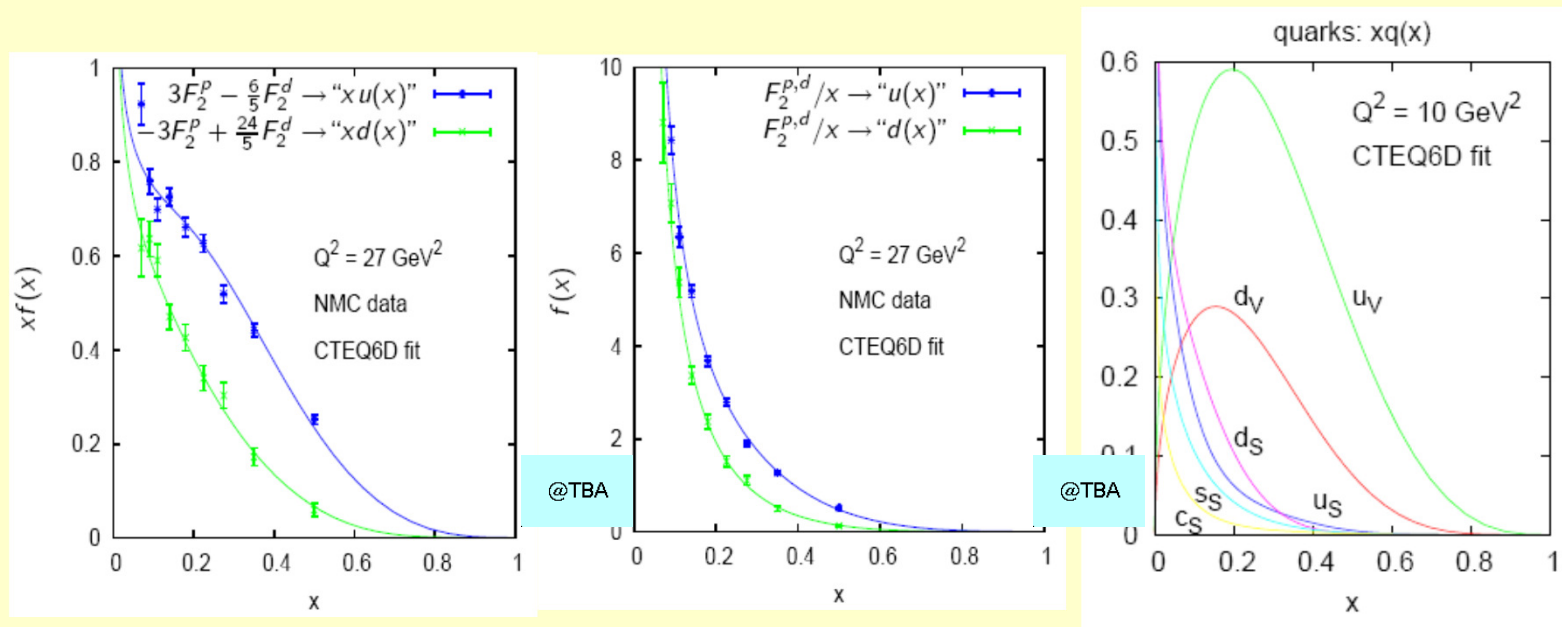 3F₂ᵖ − 6/5 F₂ᵈ → “x u(x)”
−3F₂ᵖ + 24/5 F₂ᵈ → “x d(x)”
Q² = 27 GeV²
NMC data
CTEQ6D fit
xf(x)
1
0.8
0.6
0.4
0.2
0
0 0.2 0.4 0.6 0.8 1
x
@TBA
F₂ᵖ,ᵈ/x → “u(x)”
F₂ᵖ,ᵈ/x → “d(x)”
Q² = 27 GeV²
NMC data
CTEQ6D fit
f(x)
10
8
6
4
2
0
0 0.2 0.4 0.6 0.8 1
x
@TBA
quarks: xq(x)
Q² = 10 GeV²
CTEQ6D fit
0.6
0.5
0.4
0.3
0.2
0.1
0
d_V
u_V
d_S
s_S
u_S
c_S
0 0.2 0.4 0.6 0.8 1
x